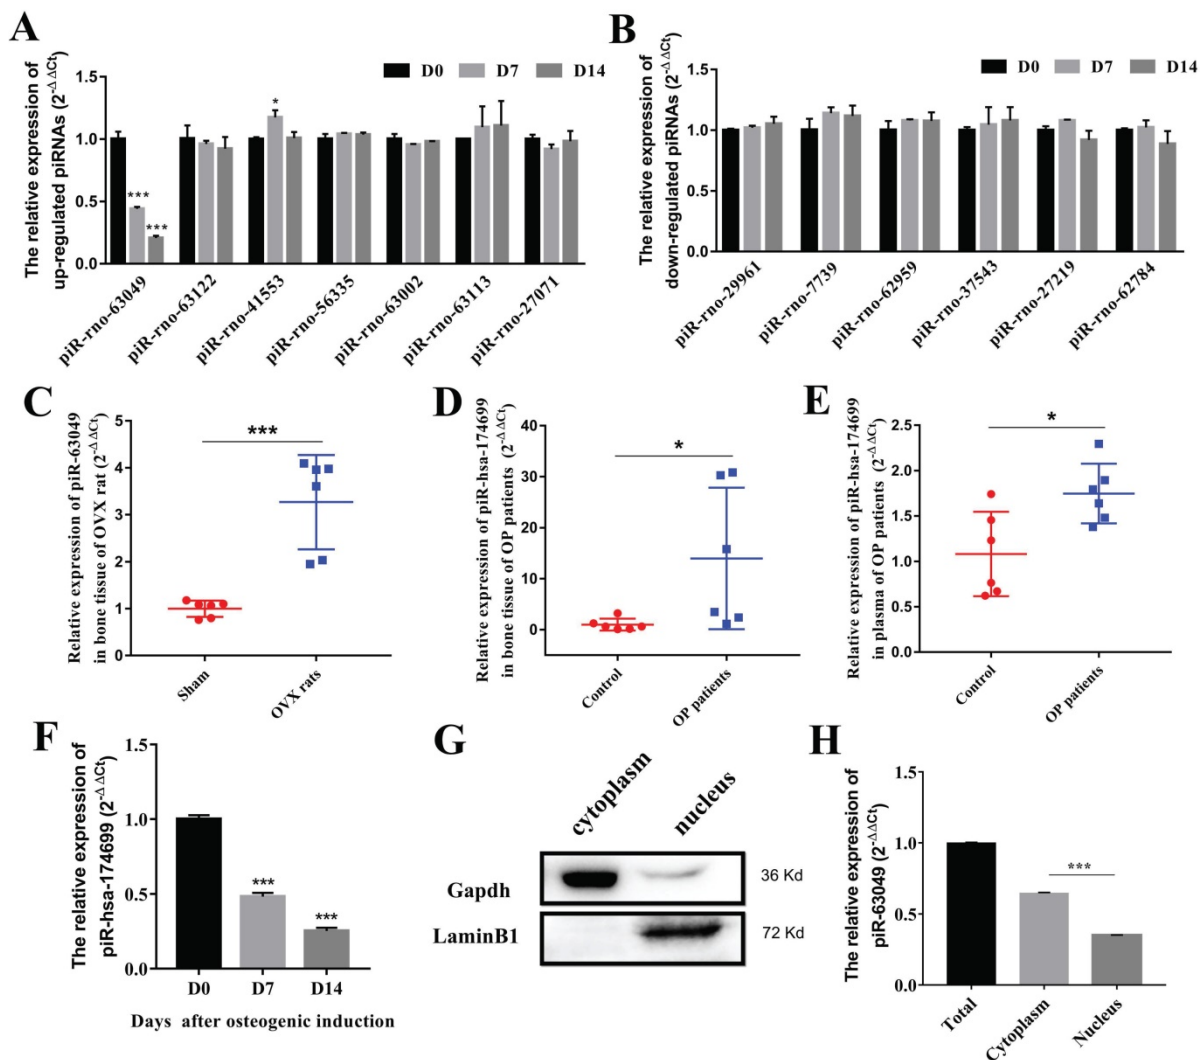 A
The relative expression of
up-regulated piRNAs (2-ΔΔCt)
D0 D7 D14
1.5
1.0
0.5
0.0
***
***
*
piR-rno-63049
piR-rno-63122
piR-rno-41553
piR-rno-56335
piR-rno-63002
piR-rno-63113
piR-rno-27071
B
The relative expression of
down-regulated piRNAs (2-ΔΔCt)
D0 D7 D14
1.5
1.0
0.5
0.0
piR-rno-29961
piR-rno-7739
piR-rno-62959
piR-rno-37543
piR-rno-27219
piR-rno-62784
C
Relative expression of piR-63049
in bone tissue of OVX rat (2-ΔΔCt)
5
4
3
2
1
0
***
Sham
OVX rats
D
Relative expression of piR-hsa-174699
in bone tissue of OP patients (2-ΔΔCt)
40
30
20
10
0
*
Control
OP patients
E
Relative expression of piR-hsa-174699
in plasma of OP patients (2-ΔΔCt)
2.5
2.0
1.5
1.0
0.5
0.0
*
Control
OP patients
F
The relative expression of
piR-hsa-174699 (2-ΔΔCt)
1.5
1.0
0.5
0.0
***
***
D0 D7 D14
Days after osteogenic induction
G
cytoplasm
nucleus
Gapdh 36 Kd
LaminB1 72 Kd
H
The relative expression of
piR-63049 (2-ΔΔCt)
1.5
1.0
0.5
0.0
***
Total
Cytoplasm
Nucleus